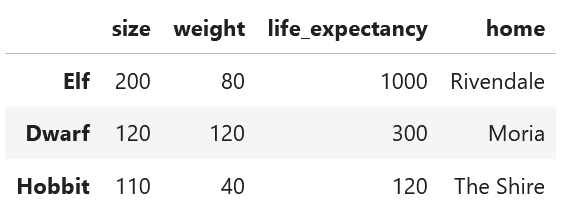 size weight life_expectancy home
Elf 200 80 1000 Rivendale
Dwarf 120 120 300 Moria
Hobbit 110 40 120 The Shire